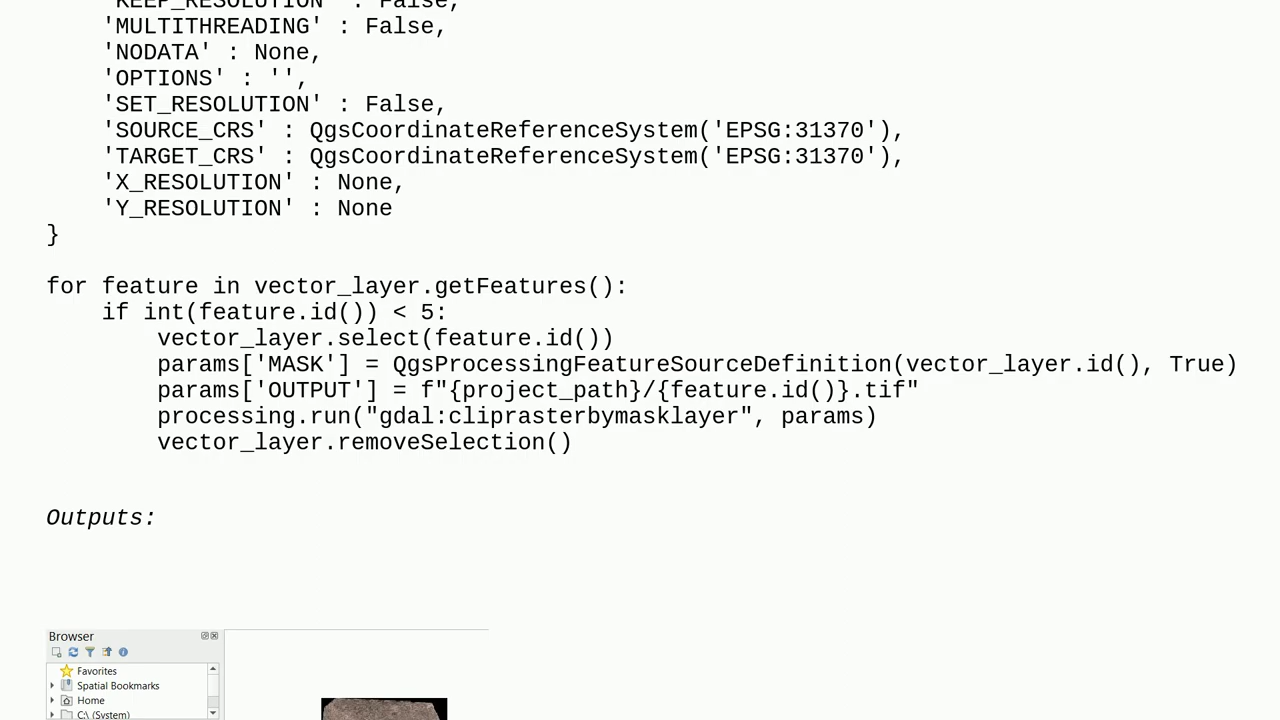 'KEEP_RESOLUTION' : False,
'MULTITHREADING' : False,
'NODATA' : None,
'OPTIONS' : '',
'SET_RESOLUTION' : False,
'SOURCE_CRS' : QgsCoordinateReferenceSystem('EPSG:31370'),
'TARGET_CRS' : QgsCoordinateReferenceSystem('EPSG:31370'),
'X_RESOLUTION' : None,
'Y_RESOLUTION' : None
}
for feature in vector_layer.getFeatures():
if int(feature.id()) < 5:
vector_layer.select(feature.id())
params['MASK'] = QgsProcessingFeatureSourceDefinition(vector_layer.id(), True)
params['OUTPUT'] = f"{project_path}/{feature.id()}.tif"
processing.run("gdal:cliprasterbymasklayer", params)
vector_layer.removeSelection()
Outputs:
Browser
Favorites
Spatial Bookmarks
Home
C:\ (System)